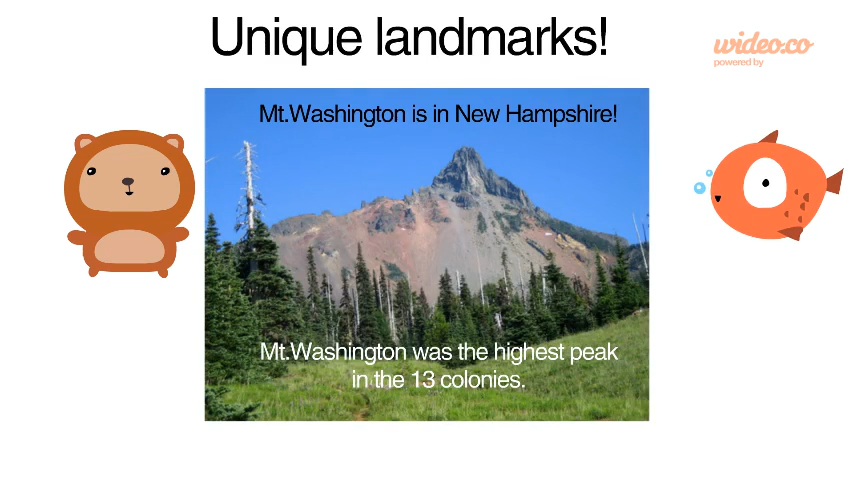 Unique landmarks!
wideo.co
powered by
Mt.Washington is in New Hampshire!
Mt.Washington was the highest peak
in the 13 colonies.